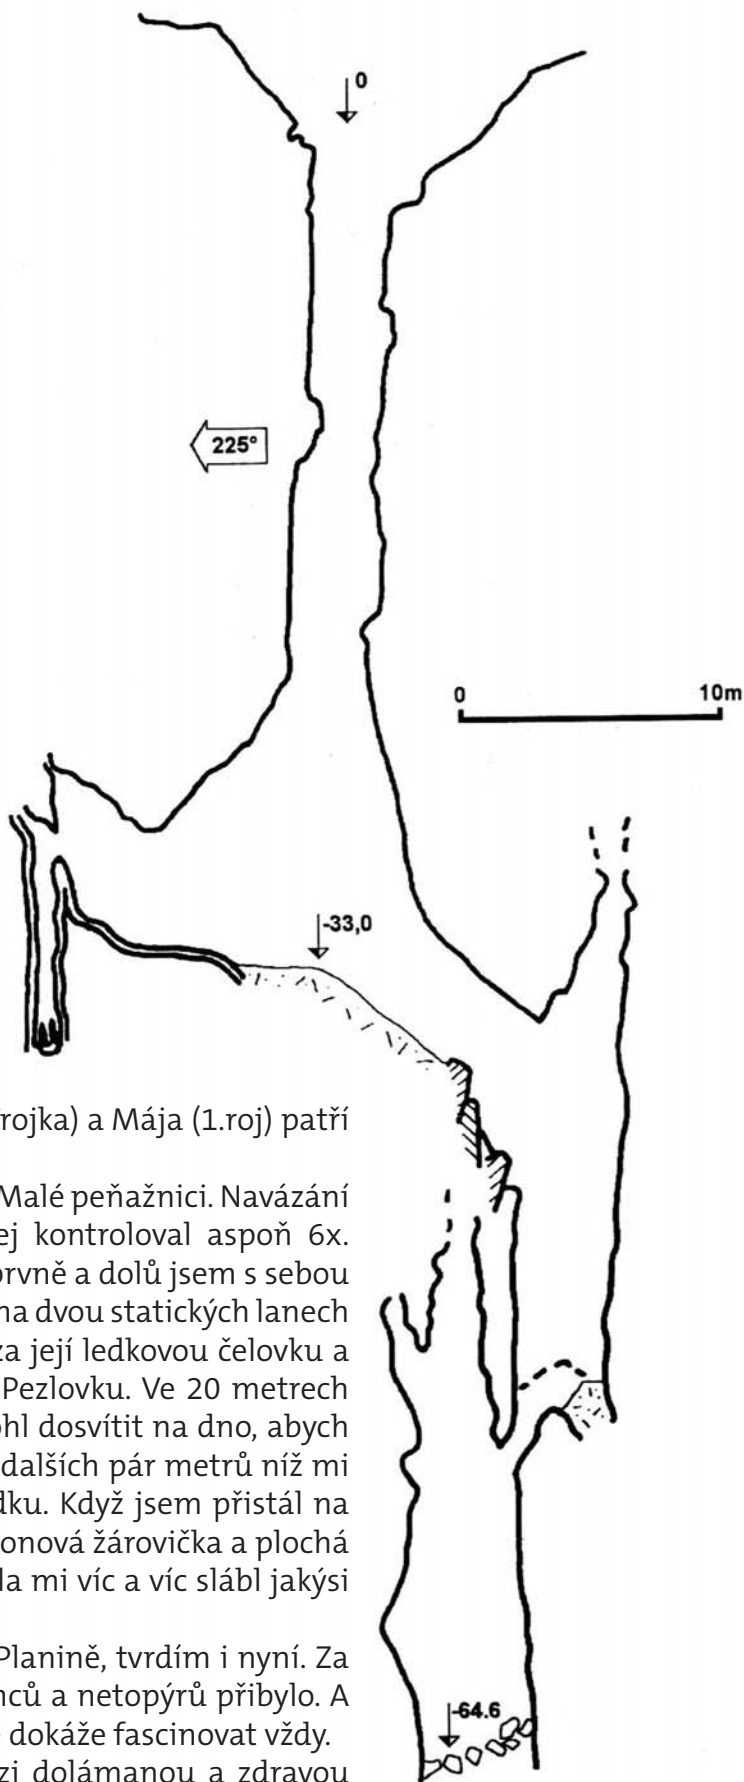 0
225°
0 10m
-33,0
rojka) a Mája (1.roj) patří
Malé peňažnici. Navázání
ej kontroloval aspoň 6x.
prvně a dolů jsem s sebou
na dvou statických lanech
za její ledkovou čelovku a
Pezlovku. Ve 20 metrech
ohl dosvítit na dno, abych
dalších pár metrů níž mi
dku. Když jsem přistál na
onová žárovička a plochá
la mi víc a víc slábl jakýsi
Planině, tvrdím i nyní. Za
nců a netopýrů přibylo. A
dokáže fascinovat vždy.
zi dolámanou a zdravou
-64.6